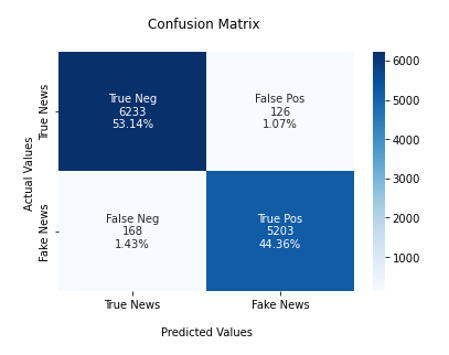 Confusion Matrix
True Neg
6233
53.14%
False Pos
126
1.07%
False Neg
168
1.43%
True Pos
5203
44.36%
Actual Values
True News
Fake News
True News
Fake News
Predicted Values
6000
5000
4000
3000
2000
1000